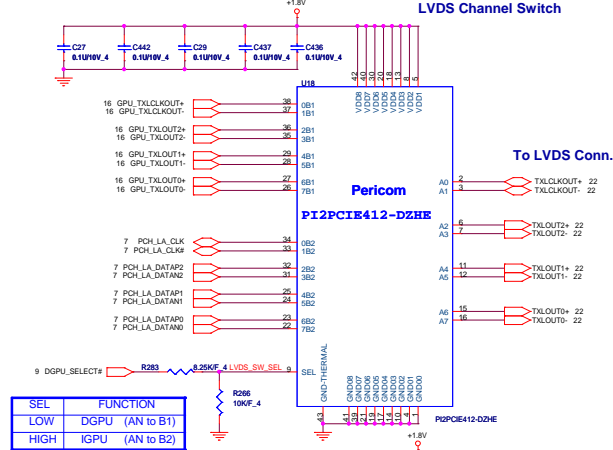 +1.8V
LVDS Channel Switch
C27
0.1U/10V_4
C442
0.1U/10V_4
C29
0.1U/10V_4
C437
0.1U/10V_4
C436
0.1U/10V_4
U18
42 VDD8
40 VDD7
30 VDD6
20 VDD5
18 VDD4
13 VDD3
8 VDD2
5 VDD1
16 GPU_TXLCLKOUT+ 38 0B1
16 GPU_TXLCLKOUT- 37 1B1
16 GPU_TXLOUT2+ 36 2B1
16 GPU_TXLOUT2- 35 3B1
16 GPU_TXLOUT1+ 29 4B1
16 GPU_TXLOUT1- 28 5B1
16 GPU_TXLOUT0+ 27 6B1
16 GPU_TXLOUT0- 26 7B1
To LVDS Conn.
A0 2 TXLCLKOUT+ 22
A1 3 TXLCLKOUT- 22
Pericom
PI2PCIE412-DZHE
A2 6 TXLOUT2+ 22
A3 7 TXLOUT2- 22
7 PCH_LA_CLK 34 0B2
7 PCH_LA_CLK# 33 1B2
7 PCH_LA_DATAP2 32 2B2
7 PCH_LA_DATAN2 31 3B2
A4 11 TXLOUT1+ 22
A5 12 TXLOUT1- 22
7 PCH_LA_DATAP1 25 4B2
7 PCH_LA_DATAN1 24 5B2
7 PCH_LA_DATAP0 23 6B2
7 PCH_LA_DATAN0 22 7B2
A6 15 TXLOUT0+ 22
A7 16 TXLOUT0- 22
9 DGPU_SELECT# R283 8.25K/F_4 LVDS_SW_SEL 9 SEL
R266
10K/F_4
GND-THERMAL 43
GND08 41
GND07 39
GND06 21
GND05 19
GND04 17
GND03 14
GND02 10
GND01 4
GND00 1
PI2PCIE412-DZHE
+1.8V
SEL FUNCTION
LOW DGPU (AN to B1)
HIGH IGPU (AN to B2)